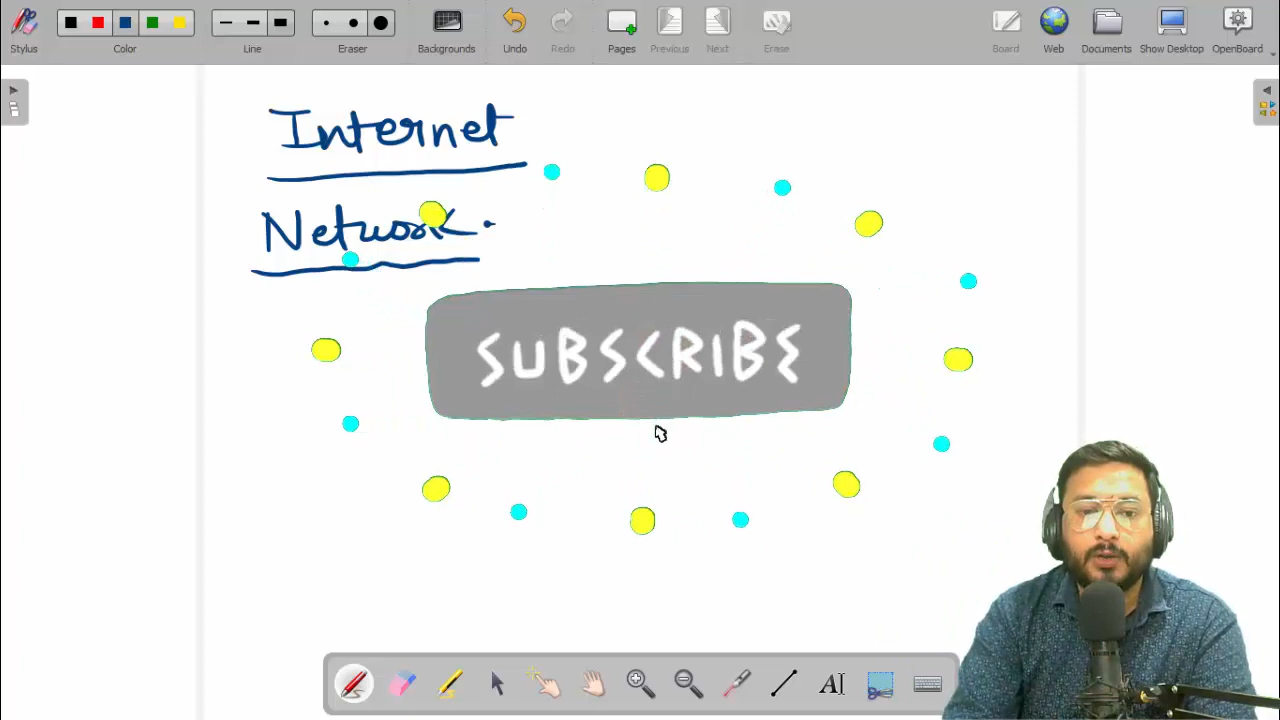 Stylus Color Line Eraser Backgrounds Undo Redo Pages Previous Next Erase Board Web Documents Show Desktop OpenBoard
Internet
Network.
SUBSCRIBE
AI